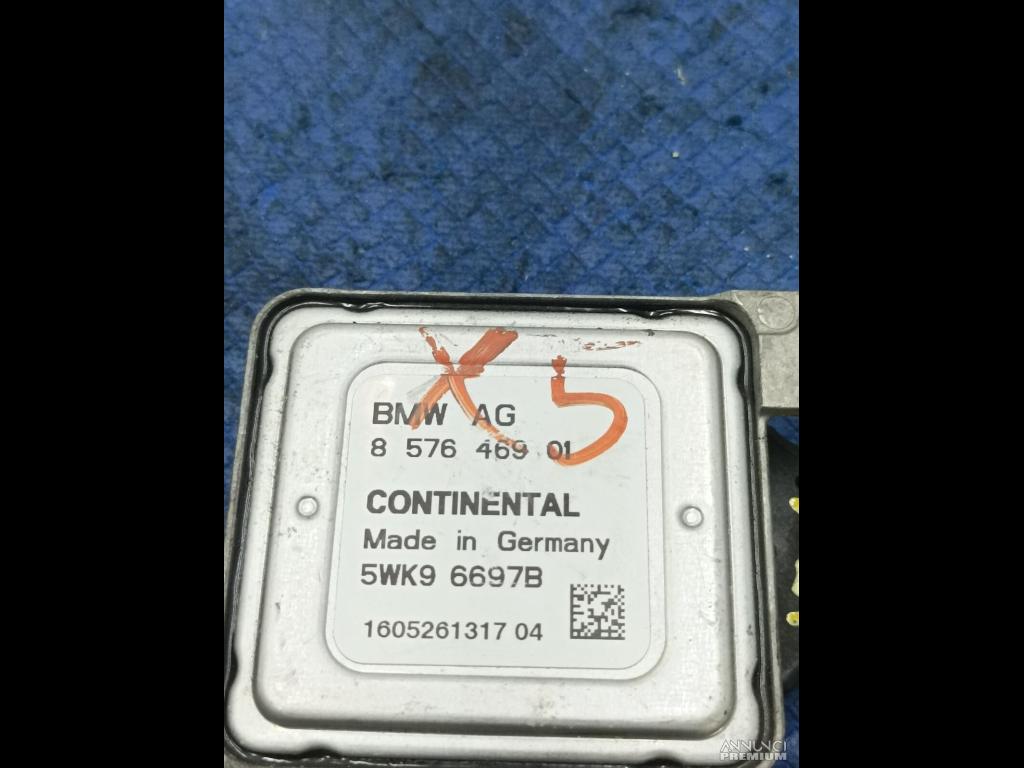 X5
BMW AG
8 576 469 01
CONTINENTAL
Made in Germany
5WK9 6697B
1605261317 04
ANNUNCI
PREMIUM